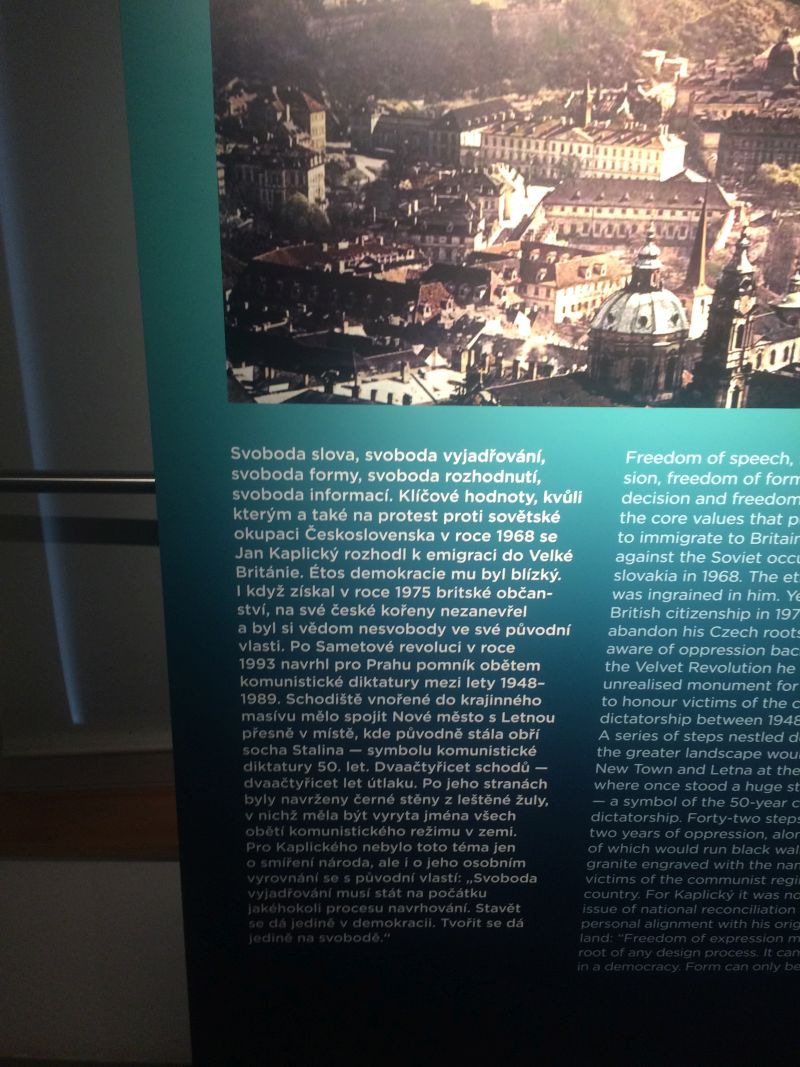 Svoboda slova, svoboda vyjadřování,
svoboda formy, svoboda rozhodnutí,
svoboda informací. Klíčové hodnoty, kvůli
kterým a také na protest proti sovětské
okupaci Československa v roce 1968 se
Jan Kaplický rozhodl k emigraci do Velké
Británie. Étos demokracie mu byl blízký.
I když získal v roce 1975 britské občan-
ství, na své české kořeny nezanevřel
a byl si vědom nesvobody ve své původní
vlasti. Po Sametové revoluci v roce
1993 navrhl pro Prahu pomník obětem
komunistické diktatury mezi lety 1948–
1989. Schodiště vnořené do krajinného
masívu mělo spojit Nové město s Letnou
přesně v místě, kde původně stála obří
socha Stalina — symbolu komunistické
diktatury 50. let. Dvaačtyřicet schodů —
dvaačtyřicet let útlaku. Po jeho stranách
byly navrženy černé stěny z leštěné žuly,
v nichž měla být vyryta jména všech
obětí komunistického režimu v zemi.
Pro Kaplického nebylo toto téma jen
o smíření národa, ale i o jeho osobním
vyrovnání se s původní vlastí: „Svoboda
vyjadřování musí stát na počátku
jakéhokoli procesu navrhování. Stavět
se dá jedině v demokracii. Tvořit se dá
jedině na svobodě.“
Freedom of speech,
sion, freedom of form
decision and freedom
the core values that
to immigrate to Britain
against the Soviet
slovakia in 1968. The
was ingrained in him.
British citizenship in
abandon his Czech roots
aware of oppression
the Velvet Revolution he
unrealised monument for
to honour victims of the
dictatorship between 1948
A series of steps nestled
the greater landscape
New Town and Letna at the
where once stood a huge
— a symbol of the 50-year
dictatorship. Forty-two steps
two years of oppression,
of which would run black
granite engraved with the
victims of the communist
country. For Kaplický it was
issue of national reconciliation
personal alignment with his
land: “Freedom of expression
root of any design process. It can
in a democracy. Form can only be